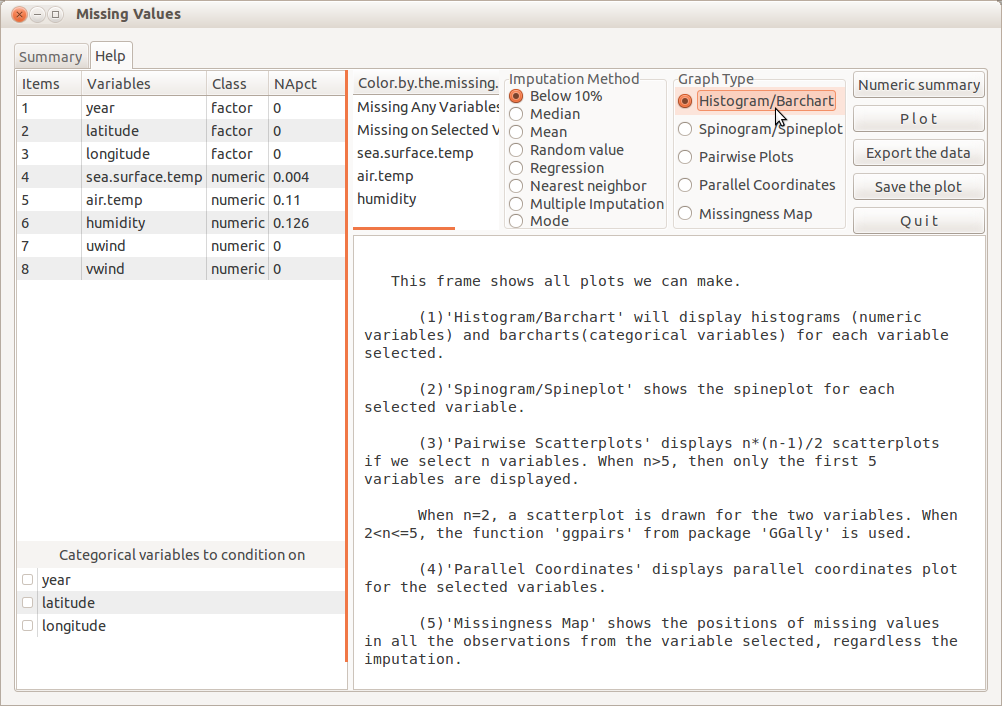 Missing Values
Summary
Help
Items Variables Class NApct
1 year factor 0
2 latitude factor 0
3 longitude factor 0
4 sea.surface.temp numeric 0.004
5 air.temp numeric 0.11
6 humidity numeric 0.126
7 uwind numeric 0
8 vwind numeric 0
Categorical variables to condition on
year
latitude
longitude
Color.by.the.missing.
Missing Any Variables
Missing on Selected V
sea.surface.temp
air.temp
humidity
Imputation Method
Below 10%
Median
Mean
Random value
Regression
Nearest neighbor
Multiple Imputation
Mode
Graph Type
Histogram/Barchart
Spinogram/Spineplot
Pairwise Plots
Parallel Coordinates
Missingness Map
Numeric summary
Plot
Export the data
Save the plot
Quit
This frame shows all plots we can make.
(1)'Histogram/Barchart' will display histograms (numeric
variables) and barcharts(categorical variables) for each variable
selected.
(2)'Spinogram/Spineplot' shows the spineplot for each
selected variable.
(3)'Pairwise Scatterplots' displays n*(n-1)/2 scatterplots
if we select n variables. When n>5, then only the first 5
variables are displayed.
When n=2, a scatterplot is drawn for the two variables. When
2<n<=5, the function 'ggpairs' from package 'GGally' is used.
(4)'Parallel Coordinates' displays parallel coordinates plot
for the selected variables.
(5)'Missingness Map' shows the positions of missing values
in all the observations from the variable selected, regardless the
imputation.